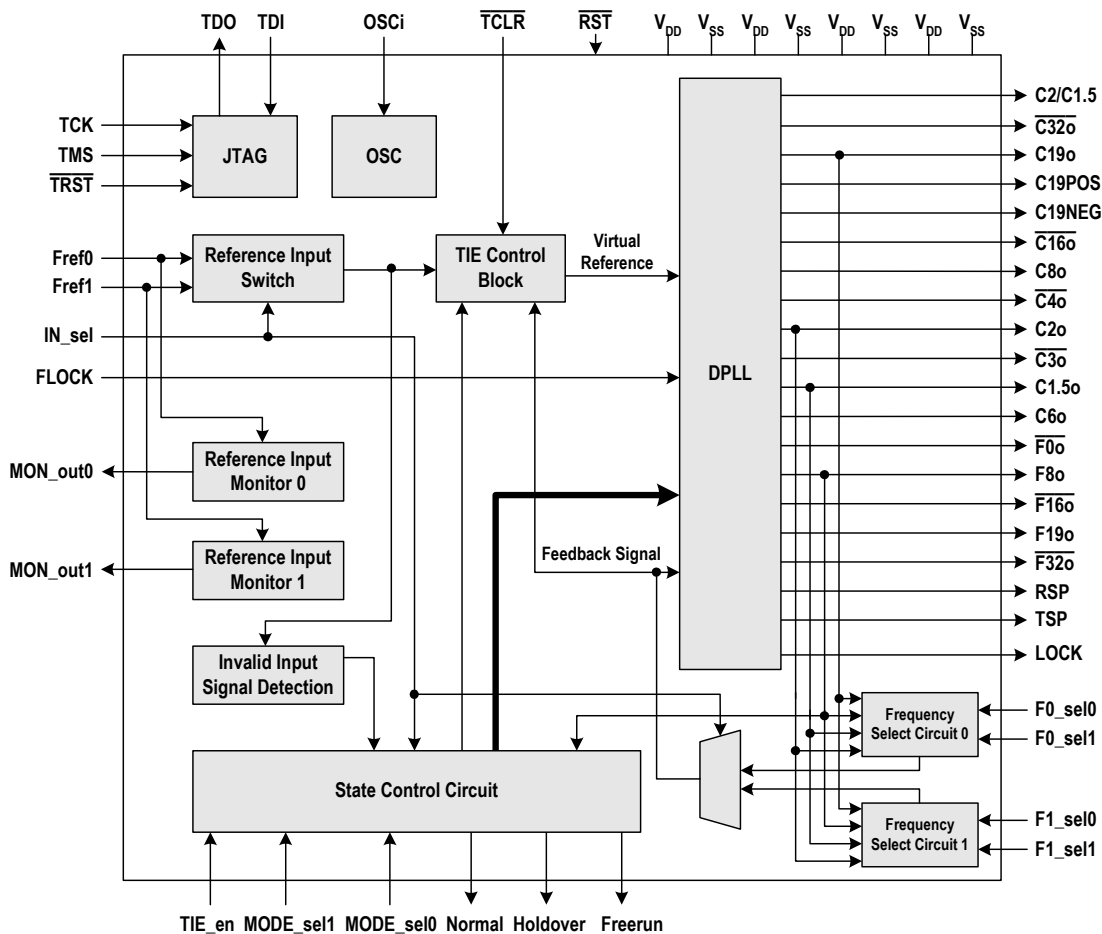 TDO TDI OSCi TCLR RST VDD VSS VDD VSS VDD VSS VDD VSS
TCK
TMS
TRST
JTAG
OSC
Fref0
Fref1
IN_sel
FLOCK
Reference Input
Switch
TIE Control
Block
Virtual
Reference
DPLL
MON_out0
Reference Input
Monitor 0
MON_out1
Reference Input
Monitor 1
Feedback Signal
Invalid Input
Signal Detection
State Control Circuit
C2/C1.5
C32o
C19o
C19POS
C19NEG
C16o
C8o
C4o
C2o
C3o
C1.5o
C6o
F0o
F8o
F16o
F19o
F32o
RSP
TSP
LOCK
Frequency
Select Circuit 0
F0_sel0
F0_sel1
Frequency
Select Circuit 1
F1_sel0
F1_sel1
TIE_en MODE_sel1 MODE_sel0 Normal Holdover Freerun